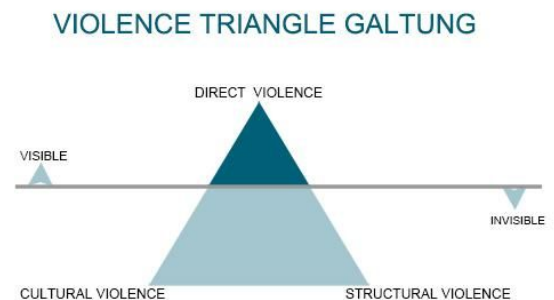 VIOLENCE TRIANGLE GALTUNG
DIRECT VIOLENCE
VISIBLE
INVISIBLE
CULTURAL VIOLENCE
STRUCTURAL VIOLENCE